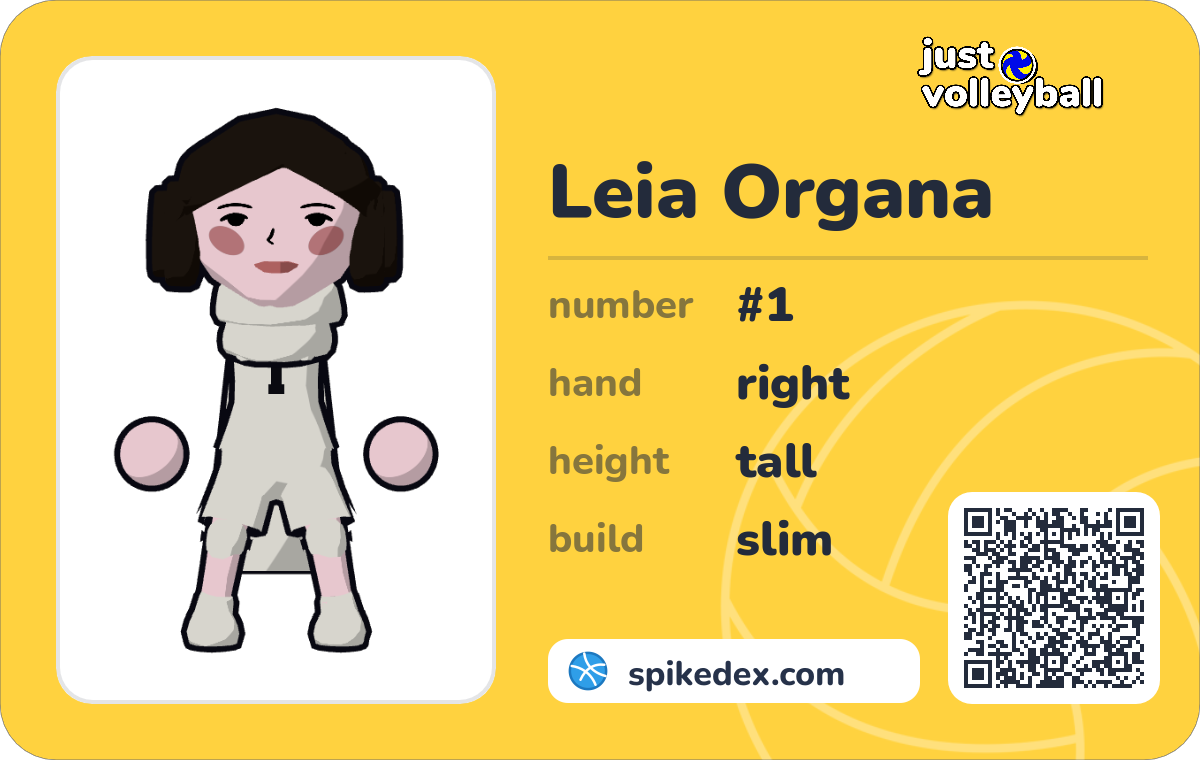 just
volleyball
Leia Organa
number #1
hand right
height tall
build slim
spikedex.com